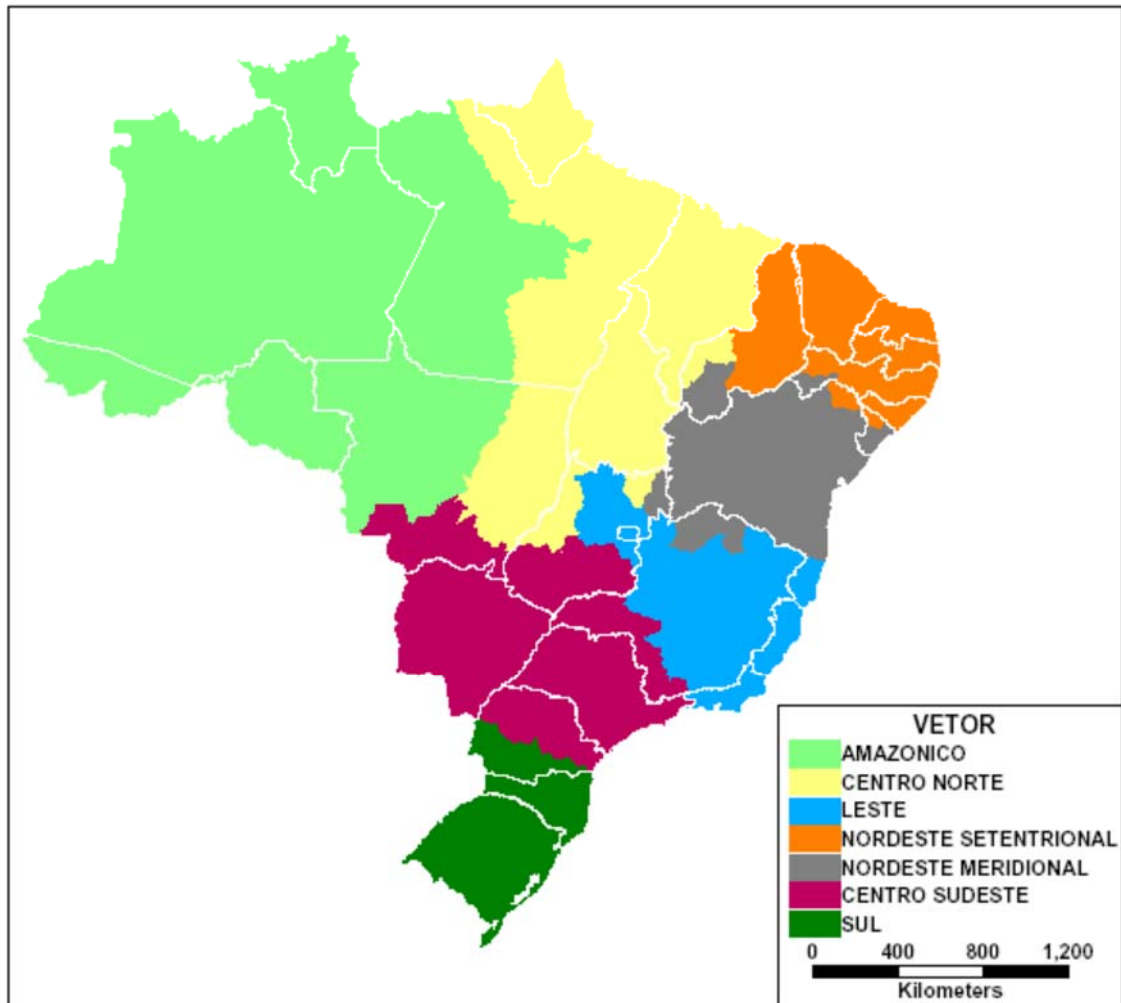 VETOR
AMAZONICO
CENTRO NORTE
LESTE
NORDESTE SETENTRIONAL
NORDESTE MERIDIONAL
CENTRO SUDESTE
SUL
0 400 800 1,200
Kilometers